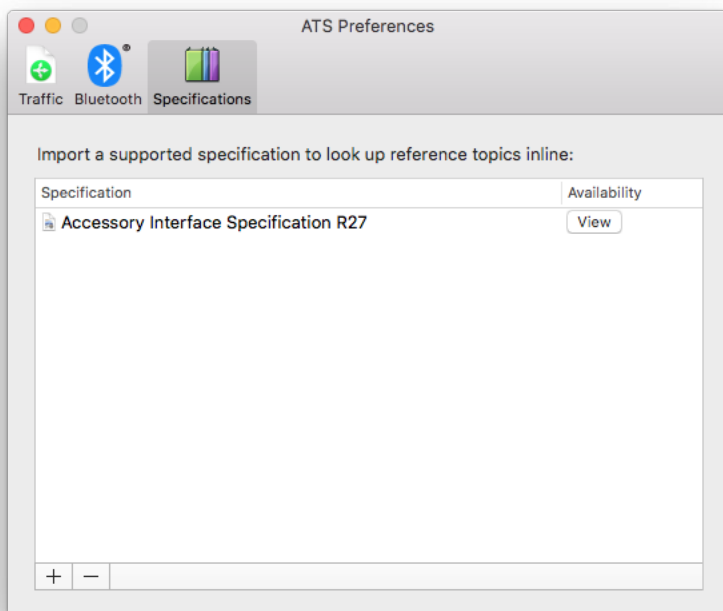 ATS Preferences
Traffic Bluetooth® Specifications
Import a supported specification to look up reference topics inline:
Specification Availability
Accessory Interface Specification R27 View